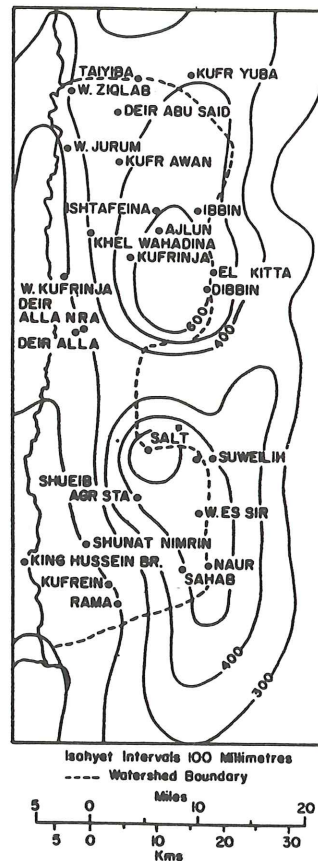 TAIYIBA
KUFR YUBA
W. ZIQLAB
DEIR ABU SAID
W. JURUM
KUFR AWAN
ISHTAFEINA
IBBIN
AJLUN
KHEL WAHADINA
KUFRINJA
EL KITTA
W. KUFRINJA
DIBBIN
DEIR
ALLA NRA
600
400
DEIR ALLA
SALT
SUWEILIH
SHUEIB
AGR STA
W. ES SIR
SHUNAT NIMRIN
KING HUSSEIN BR.
NAUR
SAHAB
KUFREIN
RAMA
400
300
Isohyet Intervals 100 Millimetres
---- Watershed Boundary
Miles
5 0 10 20
5 0 10 20 30
Kms